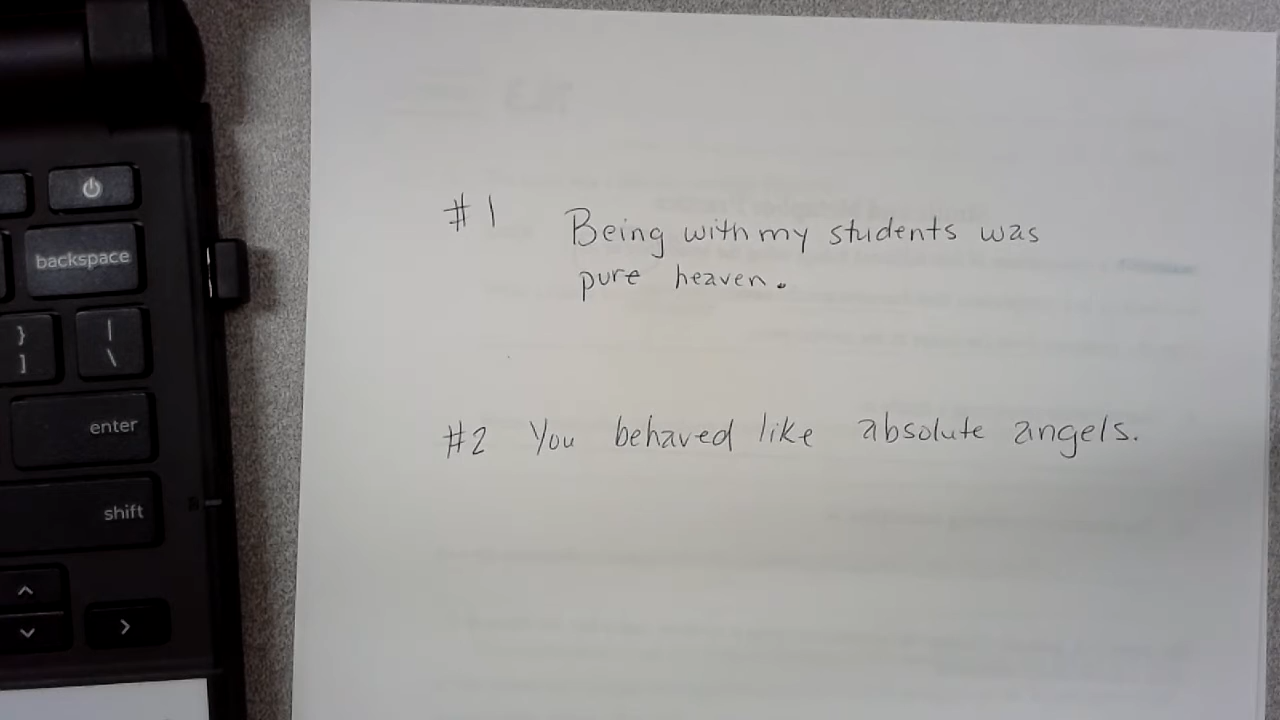 backspace
}
]
|
\
enter
shift
#1 Being with my students was
pure heaven.
#2 You behaved like absolute angels.